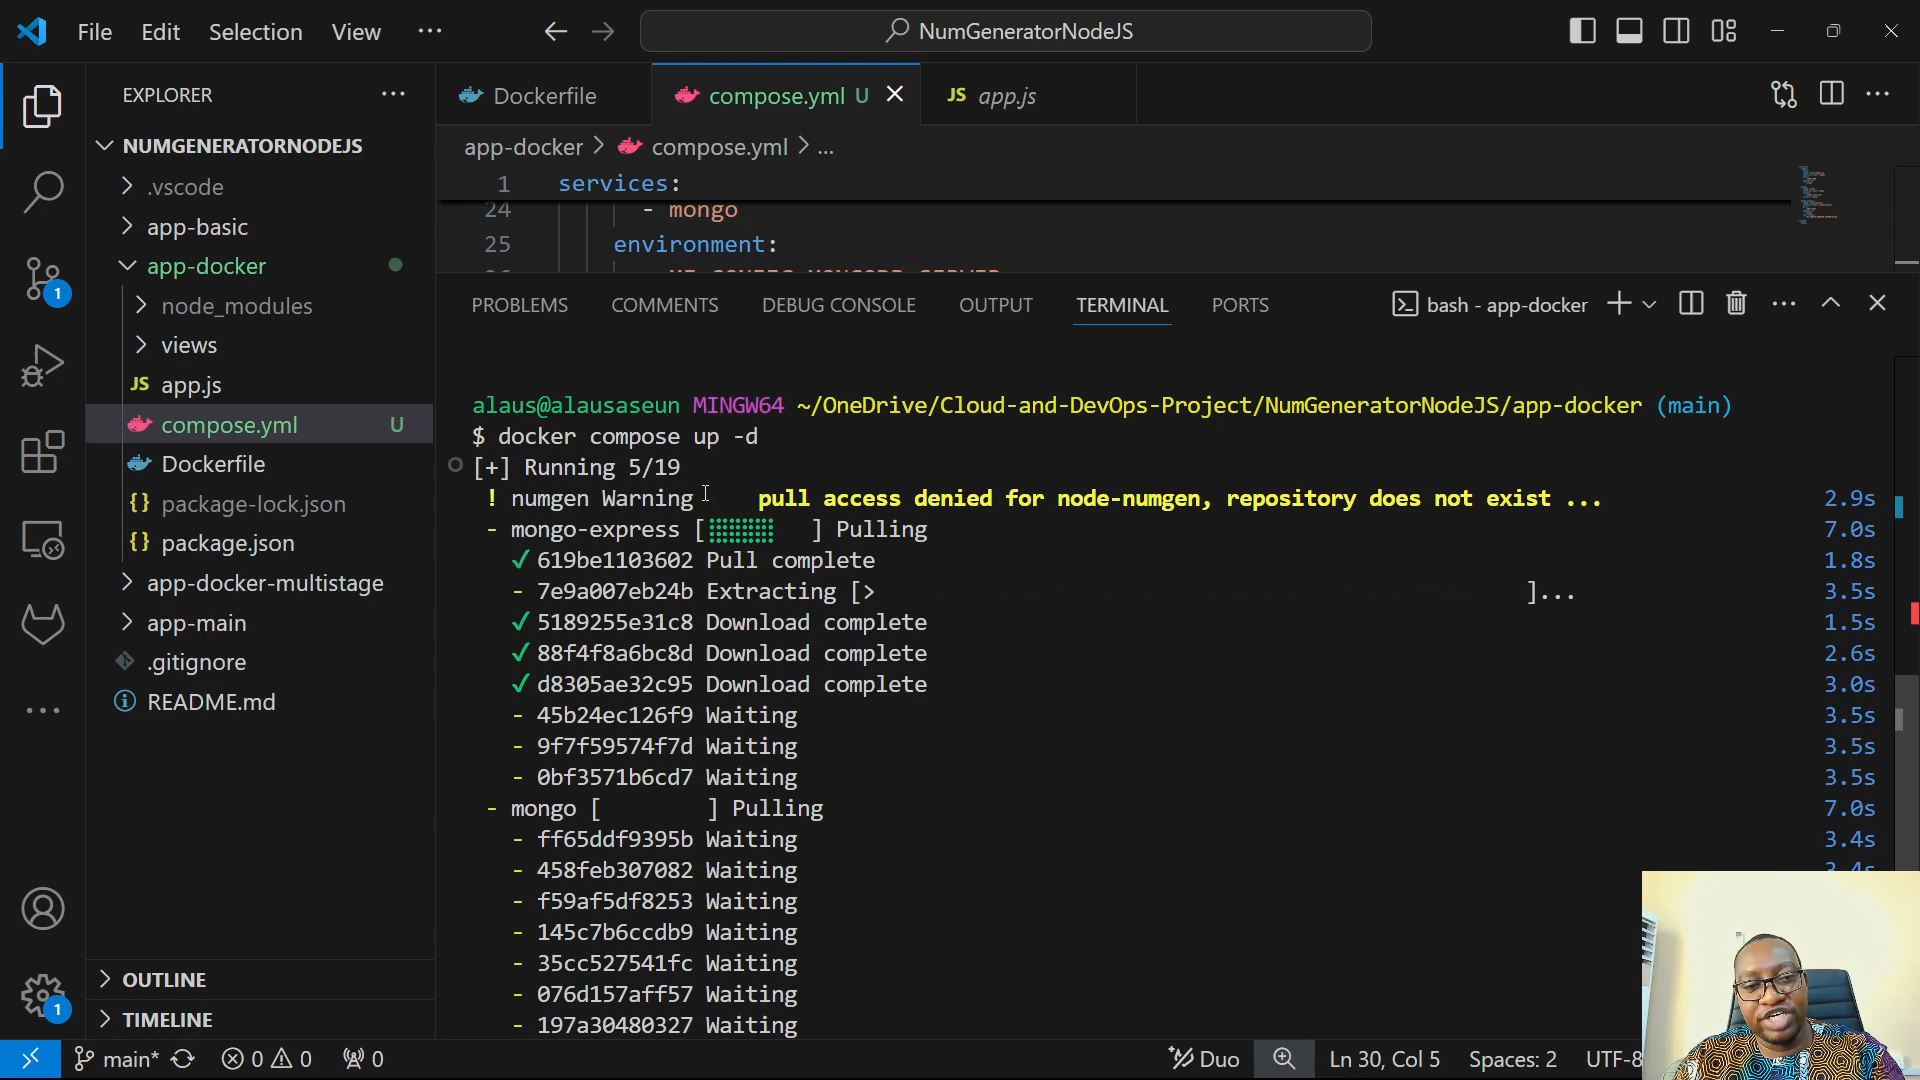 File Edit Selection View ...
NumGeneratorNodeJS
EXPLORER ...
NUMGENERATORNODEJS
.vscode
app-basic
app-docker
node_modules
views
JS app.js
compose.yml U
Dockerfile
{} package-lock.json
{} package.json
app-docker-multistage
app-main
.gitignore
README.md
OUTLINE
TIMELINE
1
1
Dockerfile
compose.yml U
JS app.js
app-docker > compose.yml > ...
1 services:
24 - mongo
25 environment:
PROBLEMS COMMENTS DEBUG CONSOLE OUTPUT TERMINAL PORTS
bash - app-docker
alaus@alausaseun MINGW64 ~/OneDrive/Cloud-and-DevOps-Project/NumGeneratorNodeJS/app-docker (main)
$ docker compose up -d
[+] Running 5/19
! numgen Warning pull access denied for node-numgen, repository does not exist ... 2.9s
- mongo-express [ ] Pulling 7.0s
✓ 619be1103602 Pull complete 1.8s
- 7e9a007eb24b Extracting [> ]... 3.5s
✓ 5189255e31c8 Download complete 1.5s
✓ 88f4f8a6bc8d Download complete 2.6s
✓ d8305ae32c95 Download complete 3.0s
- 45b24ec126f9 Waiting 3.5s
- 9f7f59574f7d Waiting 3.5s
- 0bf3571b6cd7 Waiting 3.5s
- mongo [ ] Pulling 7.0s
- ff65ddf9395b Waiting 3.4s
- 458feb307082 Waiting
- f59af5df8253 Waiting
- 145c7b6ccdb9 Waiting
- 35cc527541fc Waiting
- 076d157aff57 Waiting
- 197a30480327 Waiting
main* 0 0 0
Duo Ln 30, Col 5 Spaces: 2 UTF-8